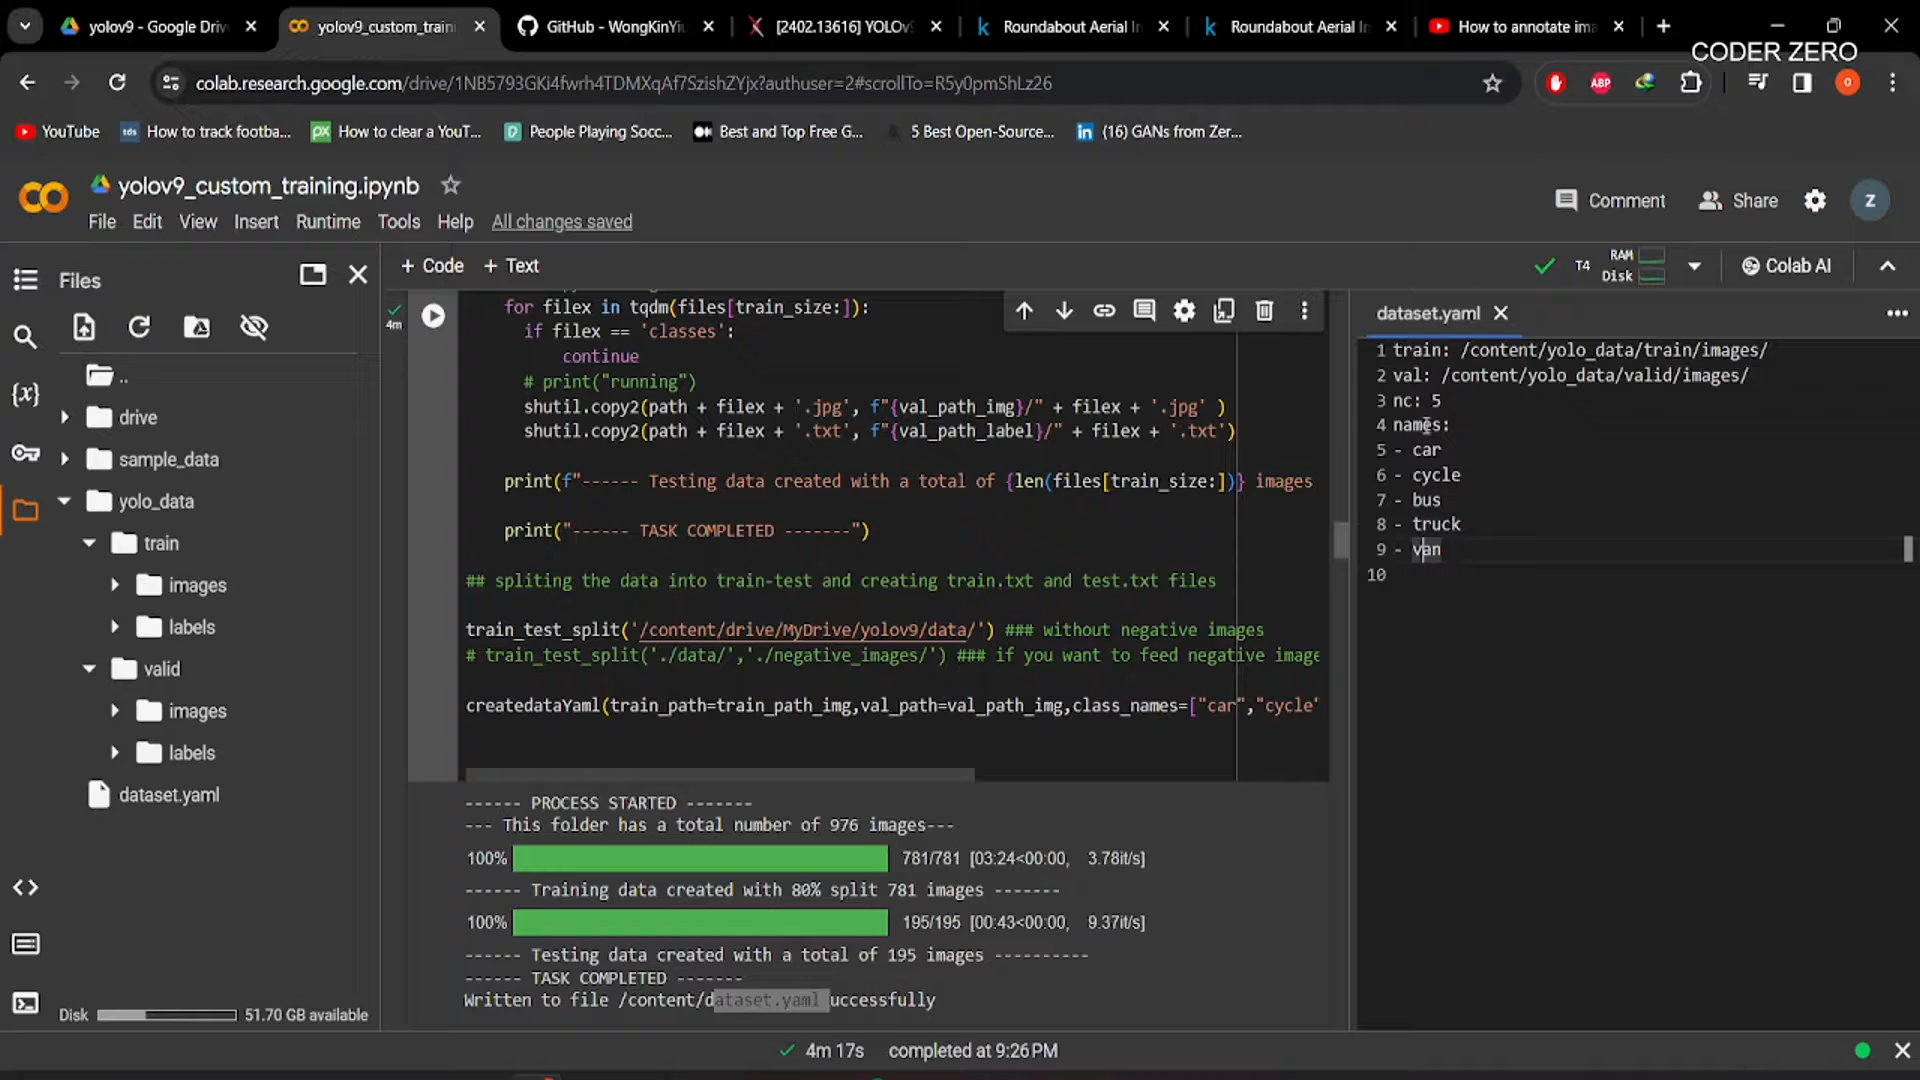 yolov9 - Google Driv
yolov9_custom_traini
GitHub - WongKinYiu
[2402.13616] YOLOv9
Roundabout Aerial In
Roundabout Aerial In
How to annotate ima
CODER ZERO
colab.research.google.com/drive/1NB5793GKi4fwrh4TDMXqAf7SzishZYjx?authuser=2#scrollTo=R5y0pmShLz26
ABP
O
YouTube
tds How to track footba...
px How to clear a YouT...
People Playing Socc...
Best and Top Free G...
5 Best Open-Source...
in (16) GANs from Zer...
yolov9_custom_training.ipynb
Comment
Share
Z
File Edit View Insert Runtime Tools Help All changes saved
Files
+ Code + Text
T4
RAM
Disk
Colab AI
4m
for filex in tqdm(files[train_size:]):
if filex == 'classes':
continue
# print("running")
shutil.copy2(path + filex + '.jpg', f"{val_path_img}/" + filex + '.jpg' )
shutil.copy2(path + filex + '.txt', f"{val_path_label}/" + filex + '.txt')
print(f"------ Testing data created with a total of {len(files[train_size:])} images
print("------ TASK COMPLETED -------")
## spliting the data into train-test and creating train.txt and test.txt files
train_test_split('/content/drive/MyDrive/yolov9/data/') ### without negative images
# train_test_split('./data/','./negative_images/') ### if you want to feed negative image
createdataYaml(train_path=train_path_img,val_path=val_path_img,class_names=["car","cycle"
------ PROCESS STARTED -------
--- This folder has a total number of 976 images---
100% 781/781 [03:24<00:00, 3.78it/s]
------ Training data created with 80% split 781 images -------
100% 195/195 [00:43<00:00, 9.37it/s]
------ Testing data created with a total of 195 images ----------
------ TASK COMPLETED -------
Written to file /content/dataset.yaml uccessfully
dataset.yaml
1 train: /content/yolo_data/train/images/
2 val: /content/yolo_data/valid/images/
3 nc: 5
4 names:
5 - car
6 - cycle
7 - bus
8 - truck
9 - van
10
{x}
..
drive
sample_data
yolo_data
train
images
labels
valid
images
labels
dataset.yaml
Disk 51.70 GB available
4m 17s completed at 9:26 PM